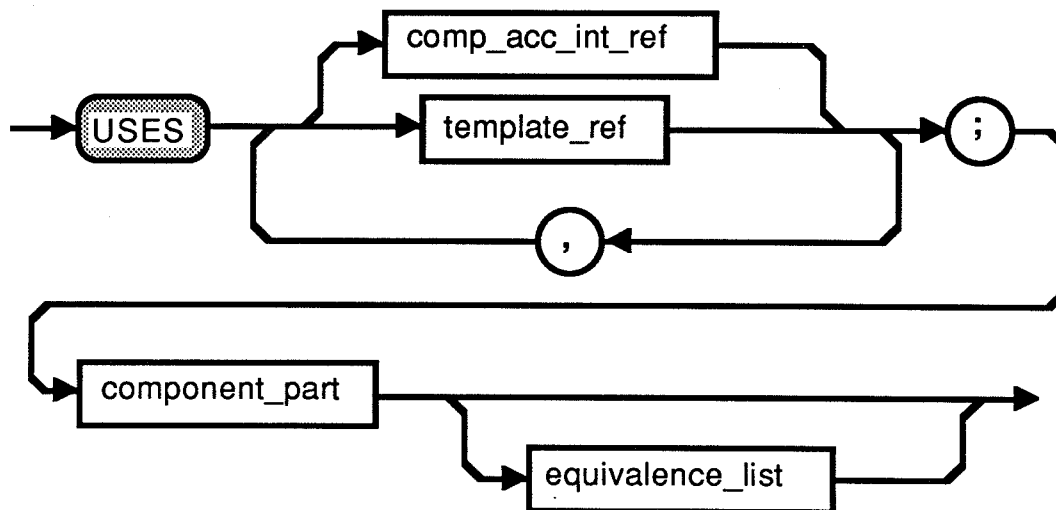 comp_acc_int_ref
USES
template_ref
;
,
component_part
equivalence_list